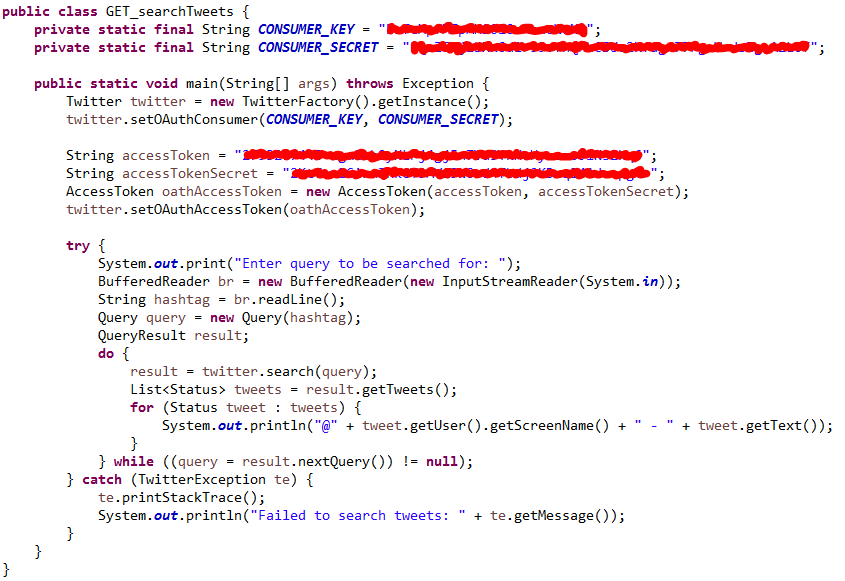 public class GET_searchTweets {
    private static final String CONSUMER_KEY = "";
    private static final String CONSUMER_SECRET = "";
    public static void main(String[] args) throws Exception {
        Twitter twitter = new TwitterFactory().getInstance();
        twitter.setOAuthConsumer(CONSUMER_KEY, CONSUMER_SECRET);
        String accessToken = "";
        String accessTokenSecret = "";
        AccessToken oathAccessToken = new AccessToken(accessToken, accessTokenSecret);
        twitter.setOAuthAccessToken(oathAccessToken);
        try {
            System.out.print("Enter query to be searched for: ");
            BufferedReader br = new BufferedReader(new InputStreamReader(System.in));
            String hashtag = br.readLine();
            Query query = new Query(hashtag);
            QueryResult result;
            do {
                result = twitter.search(query);
                List<Status> tweets = result.getTweets();
                for (Status tweet : tweets) {
                    System.out.println("@" + tweet.getUser().getScreenName() + " - " + tweet.getText());
                }
            } while ((query = result.nextQuery()) != null);
        } catch (TwitterException te) {
            te.printStackTrace();
            System.out.println("Failed to search tweets: " + te.getMessage());
        }
    }
}